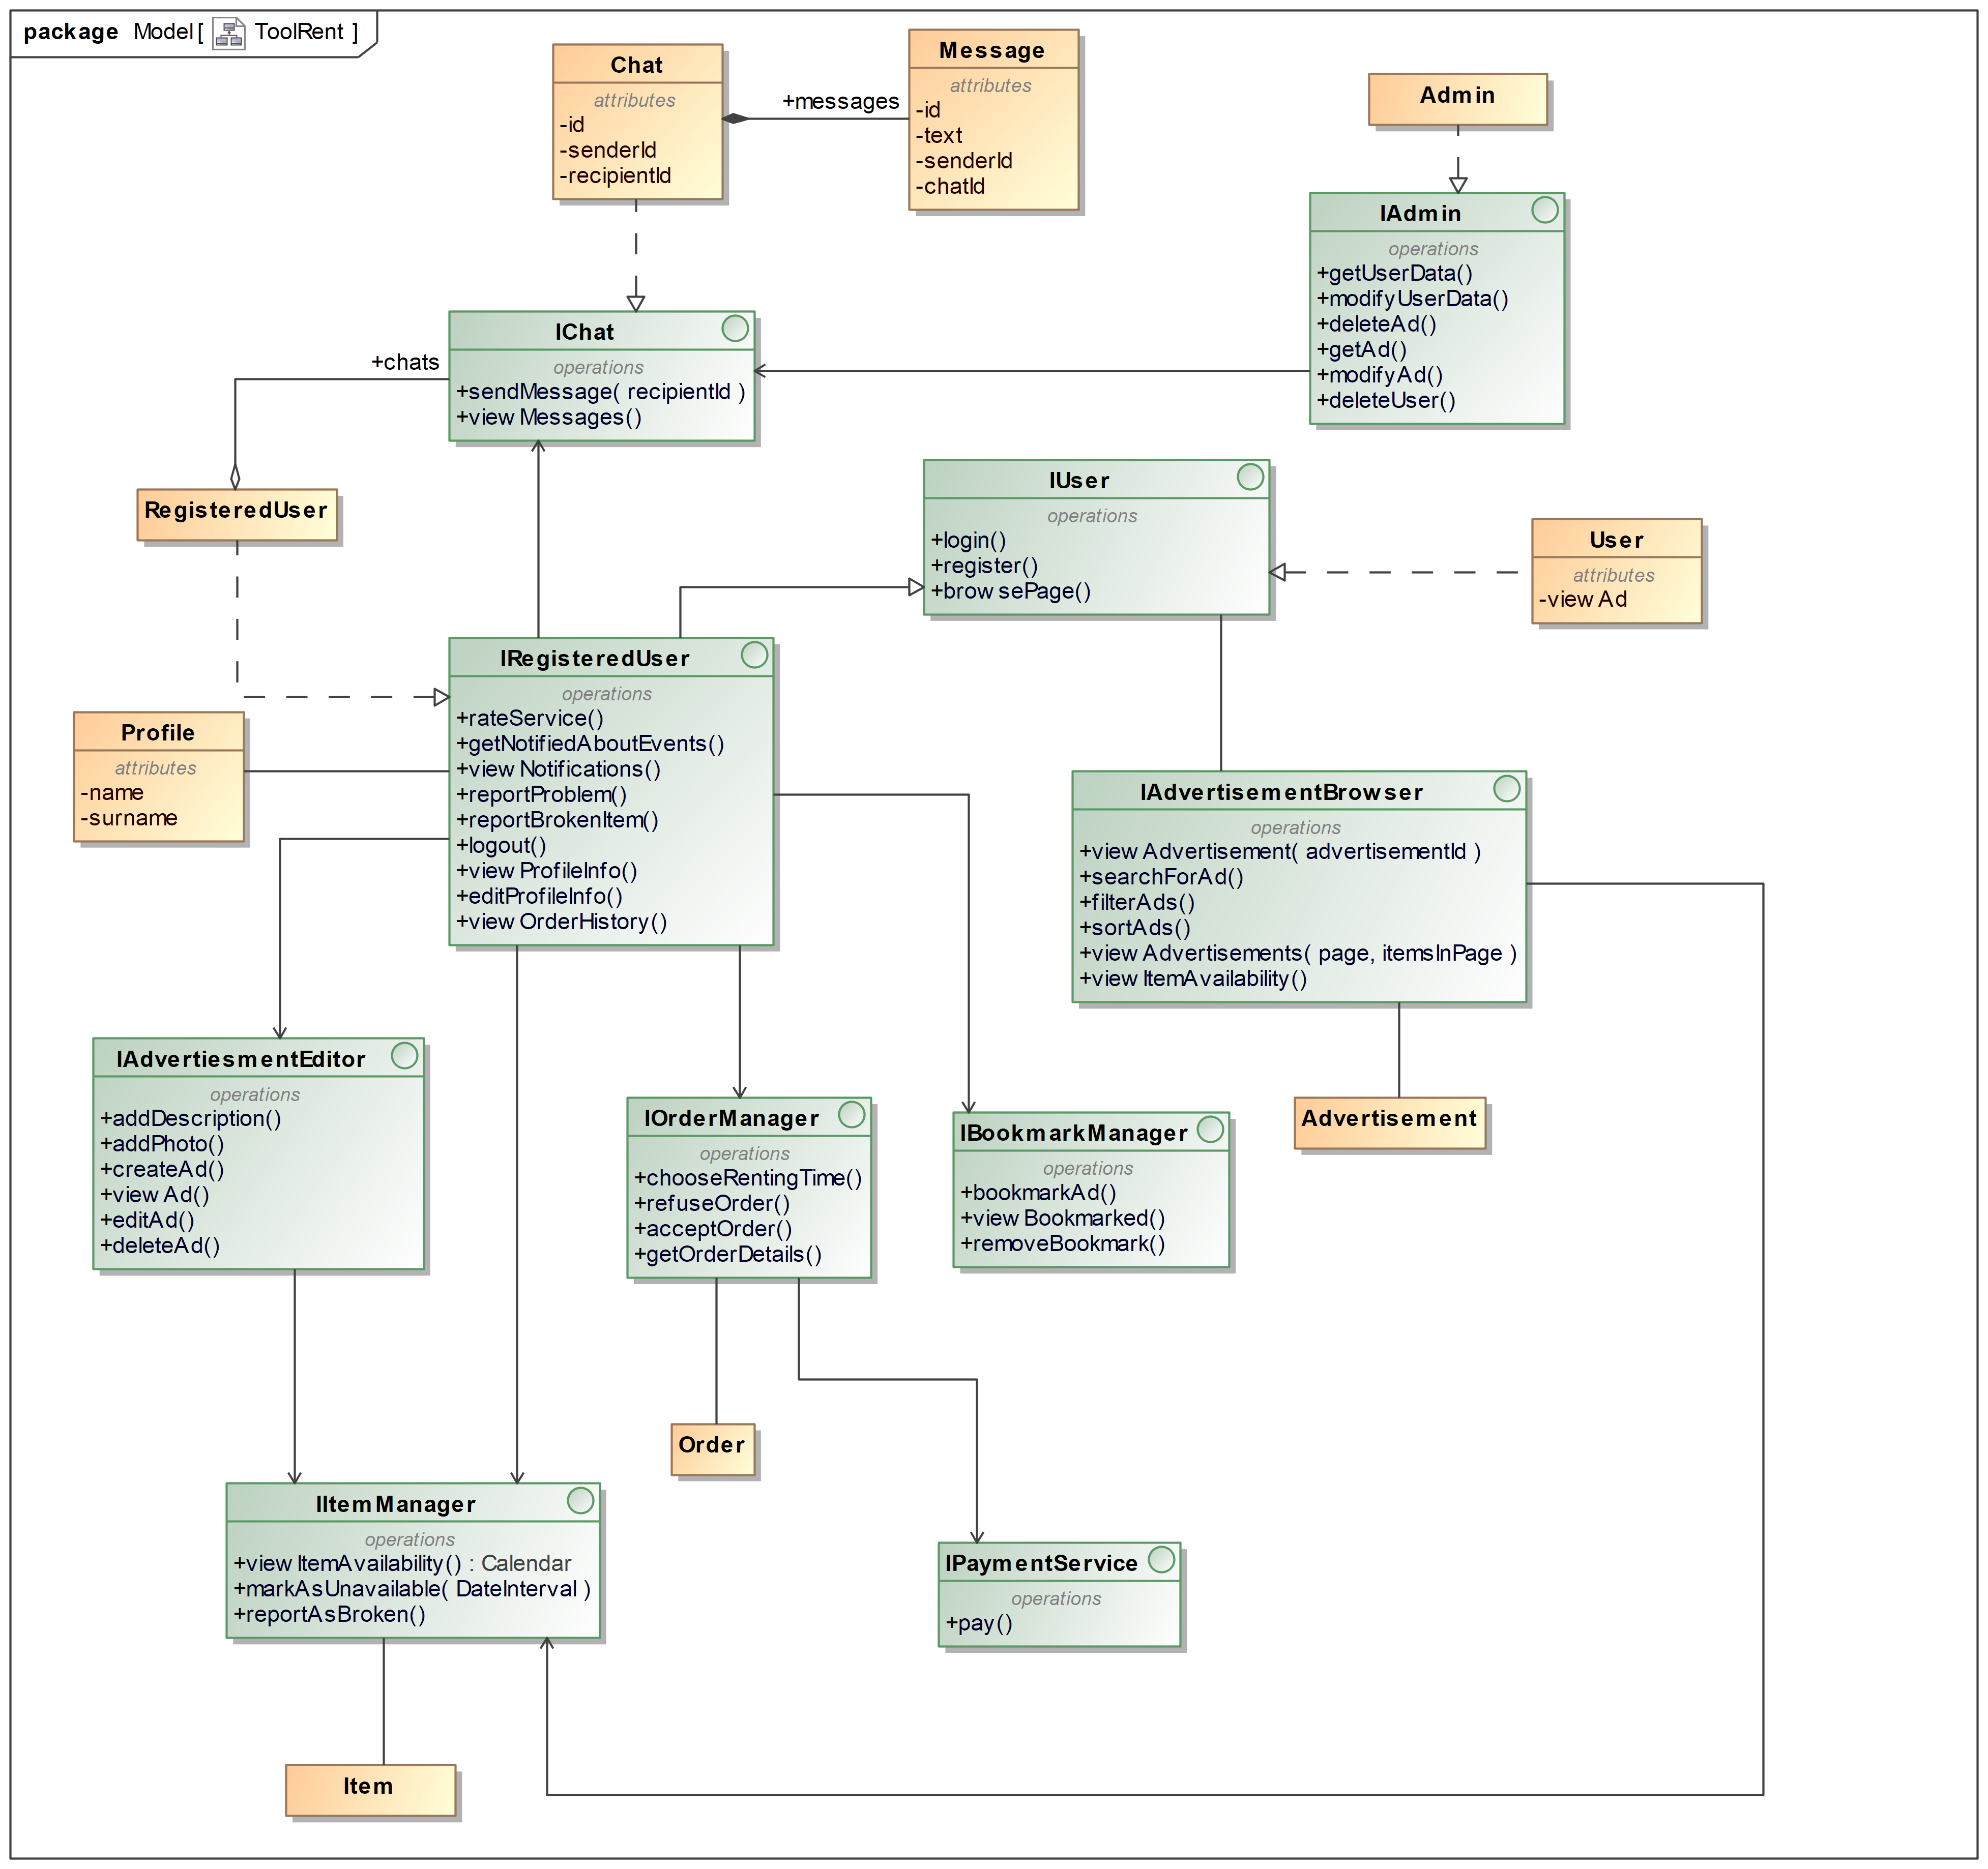 package Model [ ToolRent ]
Chat
attributes
-id
-senderId
-recipientId
+messages
Message
attributes
-id
-text
-senderId
-chatId
Admin
IAdmin
operations
+getUserData()
+modifyUserData()
+deleteAd()
+getAd()
+modifyAd()
+deleteUser()
IChat
operations
+sendMessage( recipientId )
+viewMessages()
+chats
RegisteredUser
IUser
operations
+login()
+register()
+browsePage()
User
attributes
-viewAd
IRegisteredUser
operations
+rateService()
+getNotifiedAboutEvents()
+viewNotifications()
+reportProblem()
+reportBrokenItem()
+logout()
+viewProfileInfo()
+editProfileInfo()
+viewOrderHistory()
Profile
attributes
-name
-surname
IAdvertisementBrowser
operations
+viewAdvertisement( advertisementId )
+searchForAd()
+filterAds()
+sortAds()
+viewAdvertisements( page, itemsInPage )
+viewItemAvailability()
IAdvertiesmentEditor
operations
+addDescription()
+addPhoto()
+createAd()
+viewAd()
+editAd()
+deleteAd()
IOrderManager
operations
+chooseRentingTime()
+refuseOrder()
+acceptOrder()
+getOrderDetails()
IBookmarkManager
operations
+bookmarkAd()
+viewBookmarked()
+removeBookmark()
Advertisement
Order
IItemManager
operations
+viewItemAvailability() : Calendar
+markAsUnavailable( DateInterval )
+reportAsBroken()
IPaymentService
operations
+pay()
Item